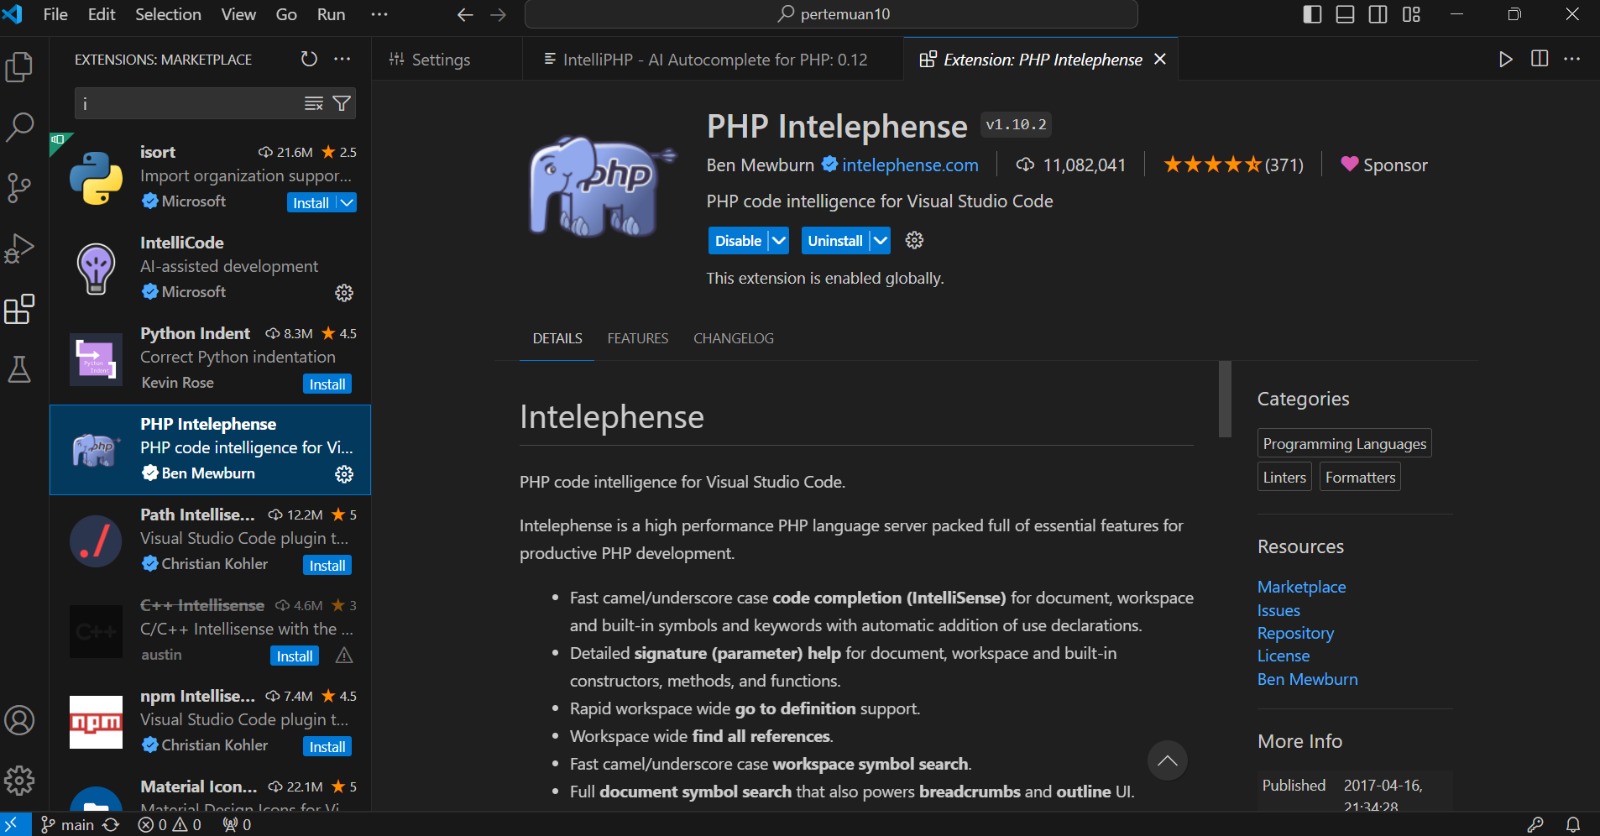 File Edit Selection View Go Run ···
pertemuan10
EXTENSIONS: MARKETPLACE
i
isort 21.6M 2.5
Import organization suppor...
Microsoft
Install
IntelliCode
AI-assisted development
Microsoft
Python Indent 8.3M 4.5
Correct Python indentation
Kevin Rose
Install
PHP Intelephense
PHP code intelligence for Vi...
Ben Mewburn
Path Intellise... 12.2M 5
Visual Studio Code plugin t...
Christian Kohler
Install
C++ Intellisense 4.6M 3
C/C++ Intellisense with the ...
austin
Install
npm Intellise... 7.4M 4.5
Visual Studio Code plugin t...
Christian Kohler
Install
Material Icon... 22.1M 5
Material Design Icons for Vi...
Settings
IntelliPHP - AI Autocomplete for PHP: 0.12
Extension: PHP Intelephense
php
PHP Intelephense v1.10.2
Ben Mewburn intelephense.com 11,082,041 (371) Sponsor
PHP code intelligence for Visual Studio Code
Disable Uninstall
This extension is enabled globally.
DETAILS FEATURES CHANGELOG
Intelephense
PHP code intelligence for Visual Studio Code.
Intelephense is a high performance PHP language server packed full of essential features for
productive PHP development.
• Fast camel/underscore case code completion (IntelliSense) for document, workspace
and built-in symbols and keywords with automatic addition of use declarations.
• Detailed signature (parameter) help for document, workspace and built-in
constructors, methods, and functions.
• Rapid workspace wide go to definition support.
• Workspace wide find all references.
• Fast camel/underscore case workspace symbol search.
• Full document symbol search that also powers breadcrumbs and outline UI.
Categories
Programming Languages
Linters Formatters
Resources
Marketplace
Issues
Repository
License
Ben Mewburn
More Info
Published 2017-04-16,
21:34:28
main 0 0 0